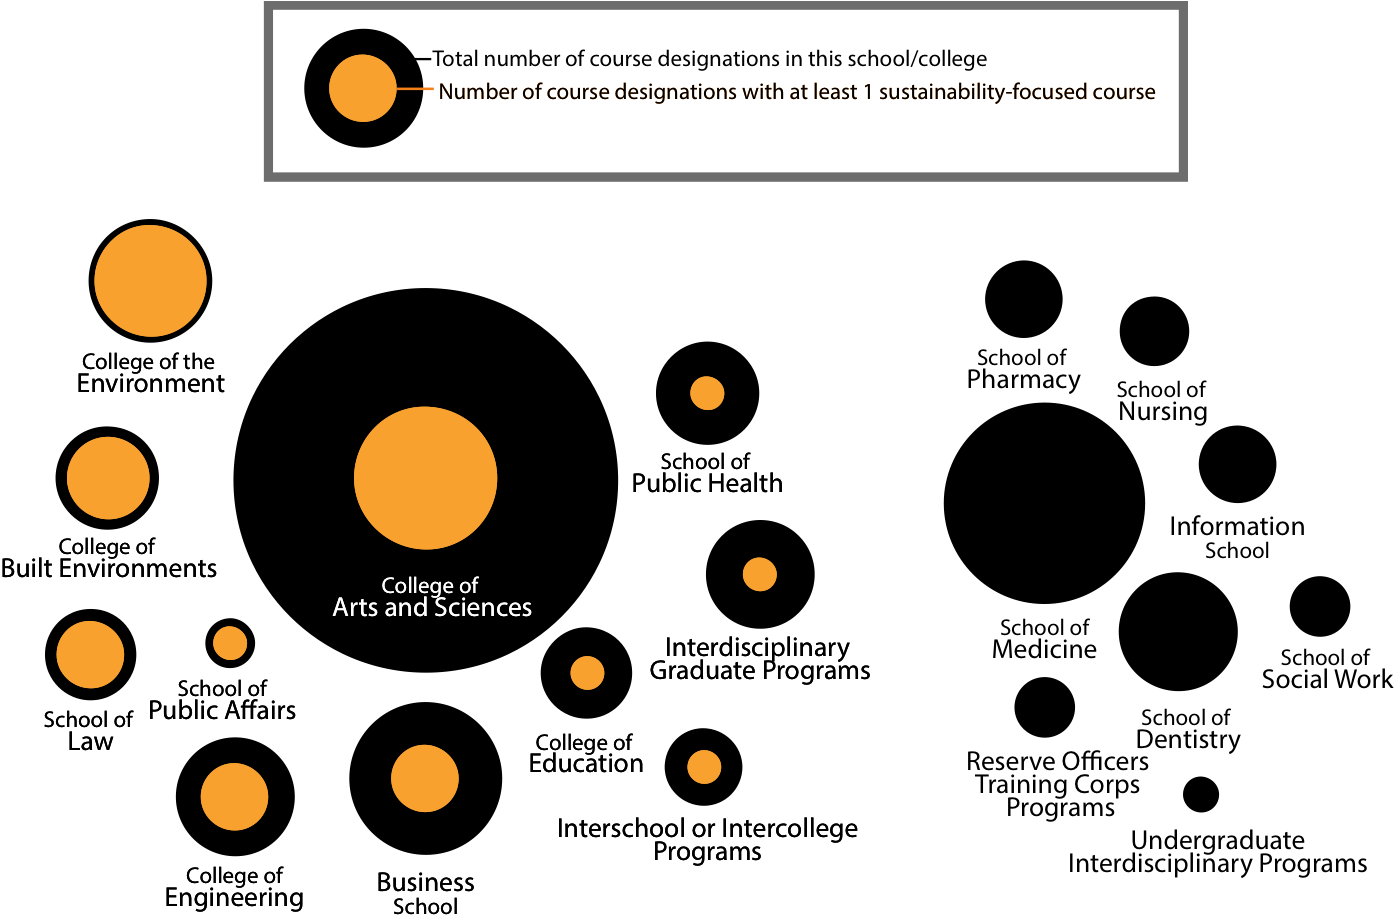 Total number of course designations in this school/college
Number of course designations with at least 1 sustainability-focused course
College of the
Environment
College of
Built Environments
School of
Law
School of
Public Affairs
College of
Engineering
College of
Arts and Sciences
Business
School
School of
Public Health
Interdisciplinary
Graduate Programs
College of
Education
Interschool or Intercollege
Programs
School of
Pharmacy
School of
Nursing
Information
School
School of
Medicine
School of
Social Work
School of
Dentistry
Reserve Officers
Training Corps
Programs
Undergraduate
Interdisciplinary Programs